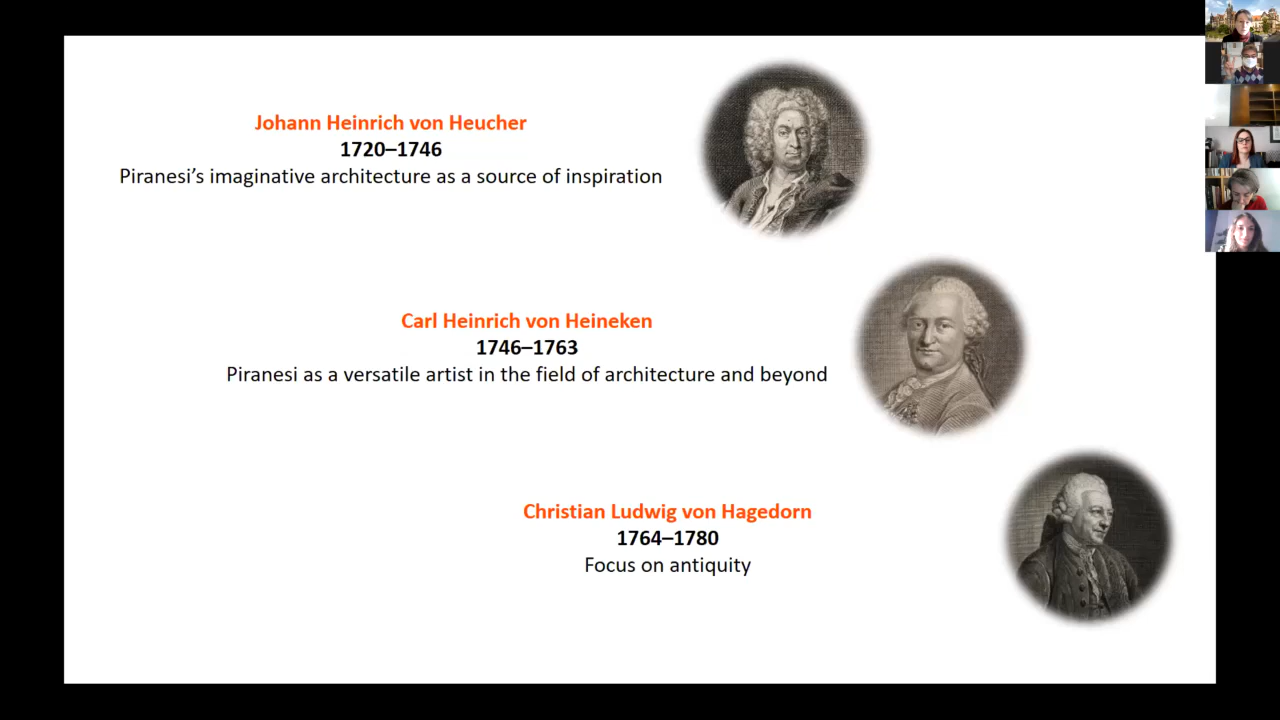 Johann Heinrich von Heucher
1720–1746
Piranesi’s imaginative architecture as a source of inspiration
Carl Heinrich von Heineken
1746–1763
Piranesi as a versatile artist in the field of architecture and beyond
Christian Ludwig von Hagedorn
1764–1780
Focus on antiquity